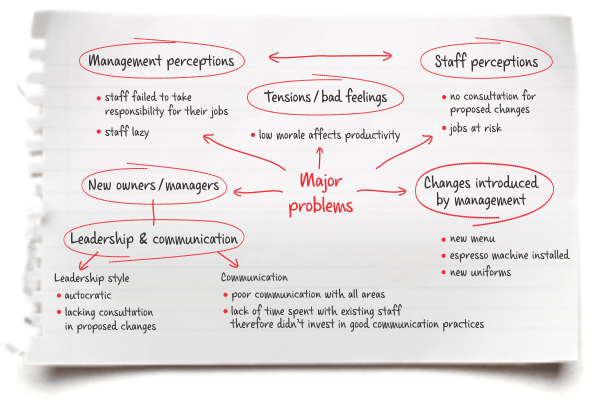 Management perceptions
staff failed to take
responsibility for their jobs
staff lazy
Staff perceptions
no consultation for
proposed changes
jobs at risk
Tensions/bad feelings
low morale affects productivity
Major
problems
New owners/managers
Leadership & communication
Changes introduced
by management
new menu
espresso machine installed
new uniforms
Leadership style
autocratic
lacking consultation
in proposed changes
Communication
poor communication with all areas
lack of time spent with existing staff
therefore didn't invest in good communication practices